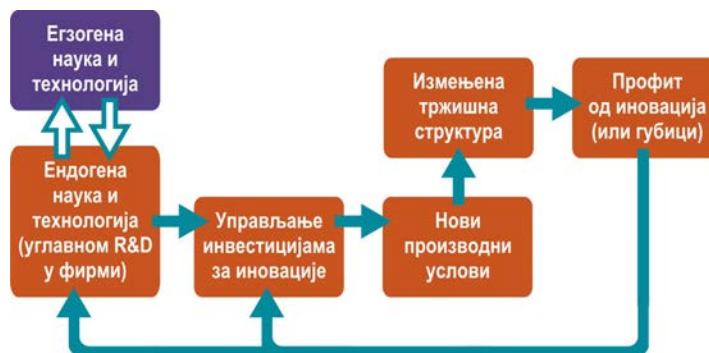 Егзогена
наука и
технологија
Ендогена
наука и
технологија
(углавном R&D
у фирми)
Управљање
инвестицијама
за иновације
Нови
производни
услови
Измењена
тржишна
структура
Профит
од иновација
(или губици)